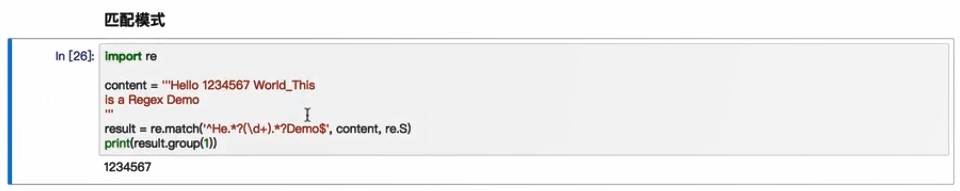 匹配模式
In [26]: import re
content = '''Hello 1234567 World_This
is a Regex Demo
'''
result = re.match('^He.*?(\d+).*?Demo$', content, re.S)
print(result.group(1))
1234567